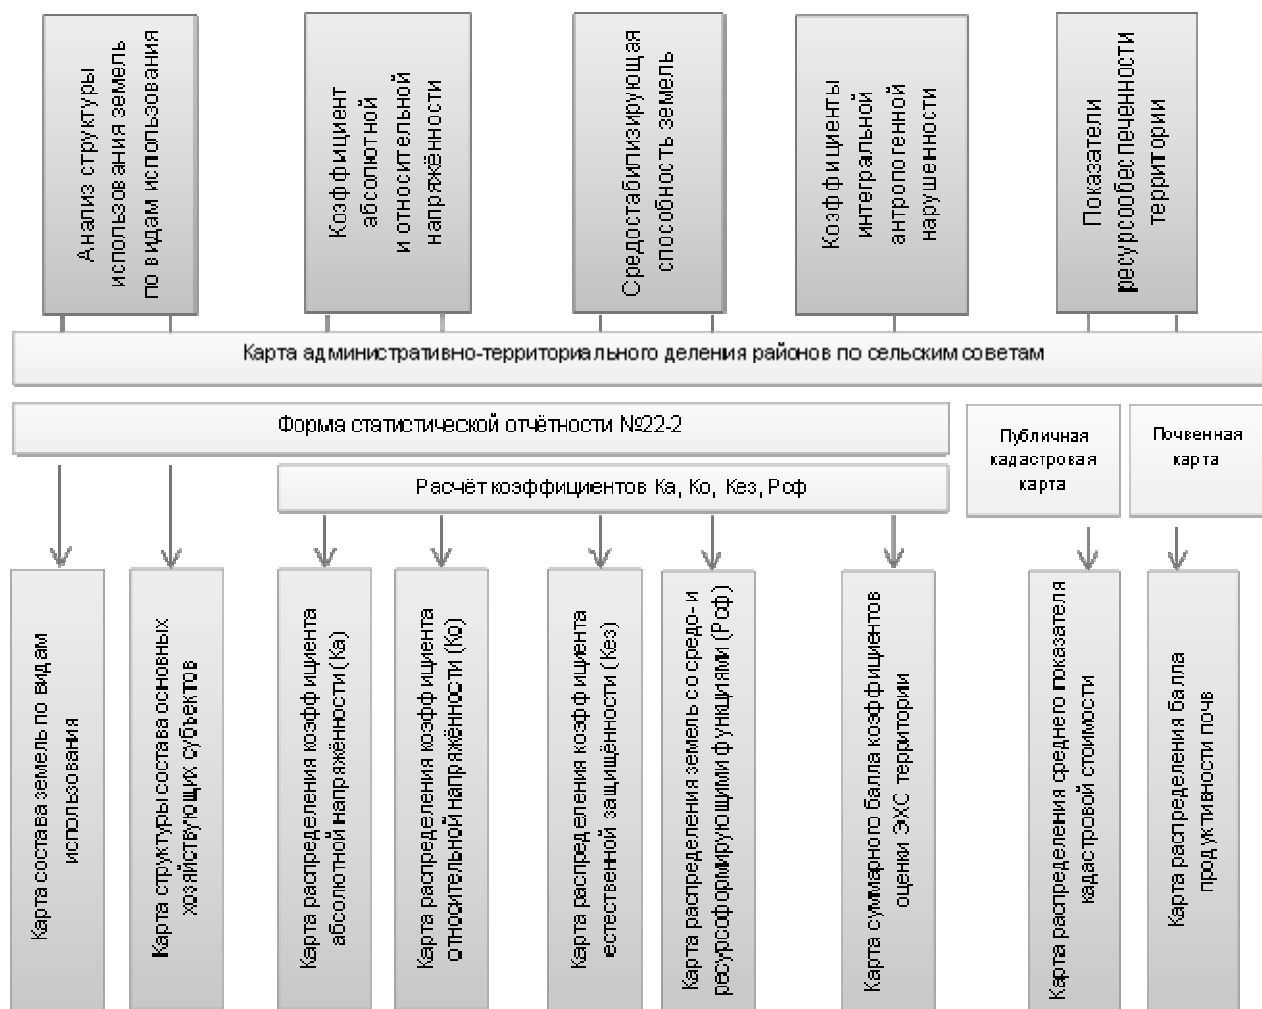 Анализ структуры
использования земель
по видам использования
Коэффициент
абсолютной
и относительной
напряжённости
Средостабилизирующая
способность земель
Коэффициенты
интегральной
антропогенной
нарушенности
Показатели
ресурсообеспеченности
территории
Карта административно-территориального деления районов по сельским советам
Форма статистической отчётности №22-2
Публичная
кадастровая
карта
Почвенная
карта
Расчёт коэффициентов Ка, Ко, Кез, Рсф
Карта состава земель по видам
использования
Карта структуры состава основных
хозяйствующих субъектов
Карта распределения коэффициента
абсолютной напряжённости (Ка)
Карта распределения коэффициента
относительной напряжённости (Ко)
Карта распределения коэффициента
естественной защищённости (Кез)
Карта распределения земель со средо- и
ресурсоформирующими функциями (Рсф)
Карта суммарного балла коэффициентов
оценки ЭХС территории
Карта распределения среднего показателя
кадастровой стоимости
Карта распределения балла
продуктивности почв